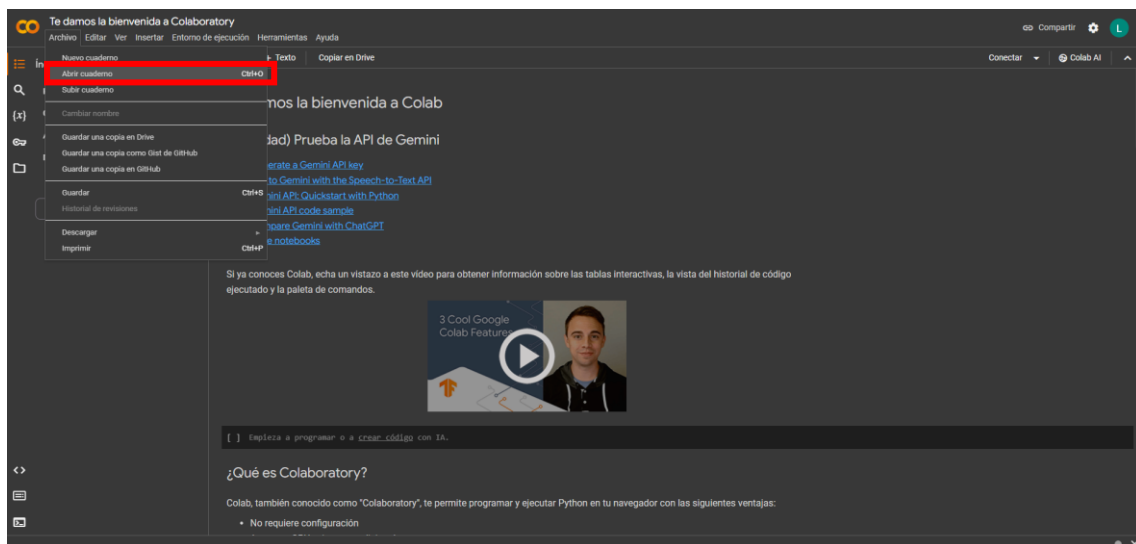 Te damos la bienvenida a Colaboratory
Archivo Editar Ver Insertar Entorno de ejecución Herramientas Ayuda
Compartir
L
Nuevo cuaderno
Abrir cuaderno Ctrl+O
Subir cuaderno
Cambiar nombre
Guardar una copia en Drive
Guardar una copia como Gist de GitHub
Guardar una copia en GitHub
Guardar Ctrl+S
Historial de revisiones
Descargar
Imprimir Ctrl+P
+ Texto Copiar en Drive
Conectar Colab AI
mos la bienvenida a Colab
dad) Prueba la API de Gemini
erate a Gemini API key
to Gemini with the Speech-to-Text API
ini API: Quickstart with Python
ini API code sample
pare Gemini with ChatGPT
e notebooks
Si ya conoces Colab, echa un vistazo a este vídeo para obtener información sobre las tablas interactivas, la vista del historial de código
ejecutado y la paleta de comandos.
3 Cool Google
Colab Features
[ ] Empieza a programar o a crear código con IA.
¿Qué es Colaboratory?
Colab, también conocido como "Colaboratory", te permite programar y ejecutar Python en tu navegador con las siguientes ventajas:
• No requiere configuración